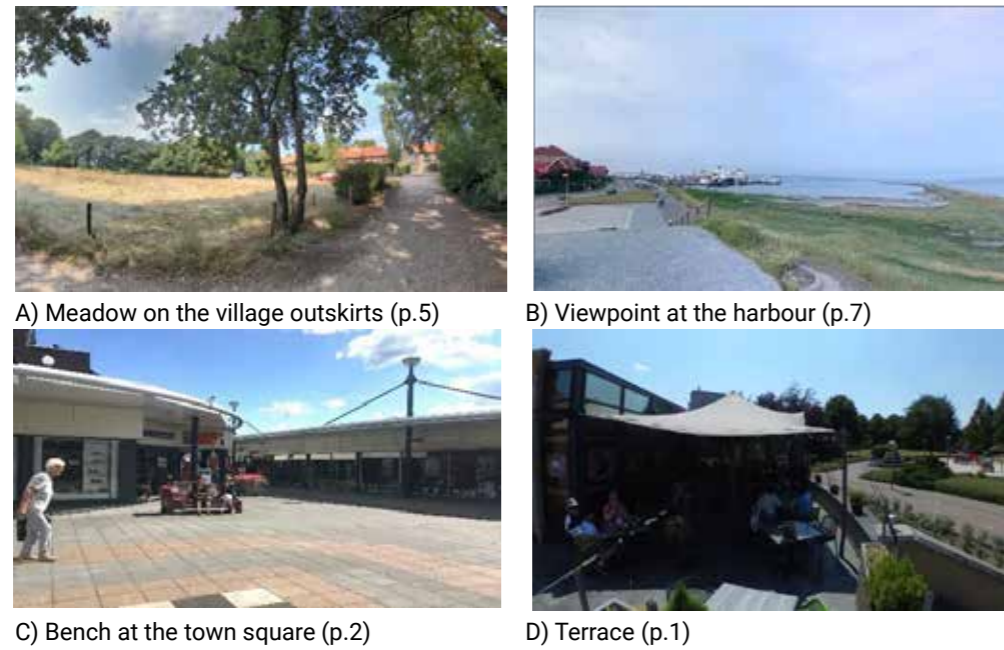 A) Meadow on the village outskirts (p.5)
B) Viewpoint at the harbour (p.7)
C) Bench at the town square (p.2)
D) Terrace (p.1)